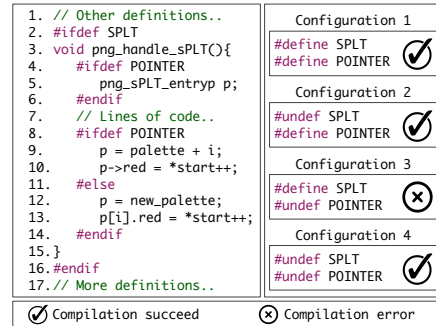 1. // Other definitions..
2. #ifdef SPLT
3. void png_handle_sPLT(){
4. #ifdef POINTER
5. png_sPLT_entryp p;
6. #endif
7. // Lines of code..
8. #ifdef POINTER
9. p = palette + i;
10. p->red = *start++;
11. #else
12. p = new_palette;
13. p[i].red = *start++;
14. #endif
15.}
16.#endif
17.// More definitions..
Configuration 1
#define SPLT
#define POINTER
Configuration 2
#undef SPLT
#define POINTER
Configuration 3
#define SPLT
#undef POINTER
Configuration 4
#undef SPLT
#undef POINTER
Compilation succeed
Compilation error